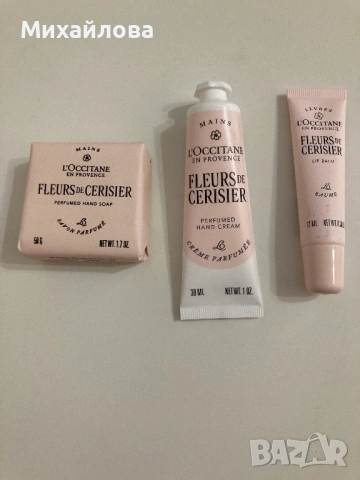 Михайлова
MAINS
L'OCCITANE
EN PROVENCE
FLEURS DE CERISIER
PERFUMED HAND SOAP
SAVON PARFUMÉ
50 G
NET WT. 1.7 OZ.
MAINS
L'OCCITANE
EN PROVENCE
FLEURS DE
CERISIER
PERFUMED
HAND CREAM
CRÈME PARFUMÉE
30 ML
NET WT. 1 OZ.
LÈVRES
L'OCCITANE
EN PROVENCE
FLEURS DE
CERISIER
LIP BALM
BAUME
12 ML NET WT.
BAZAR